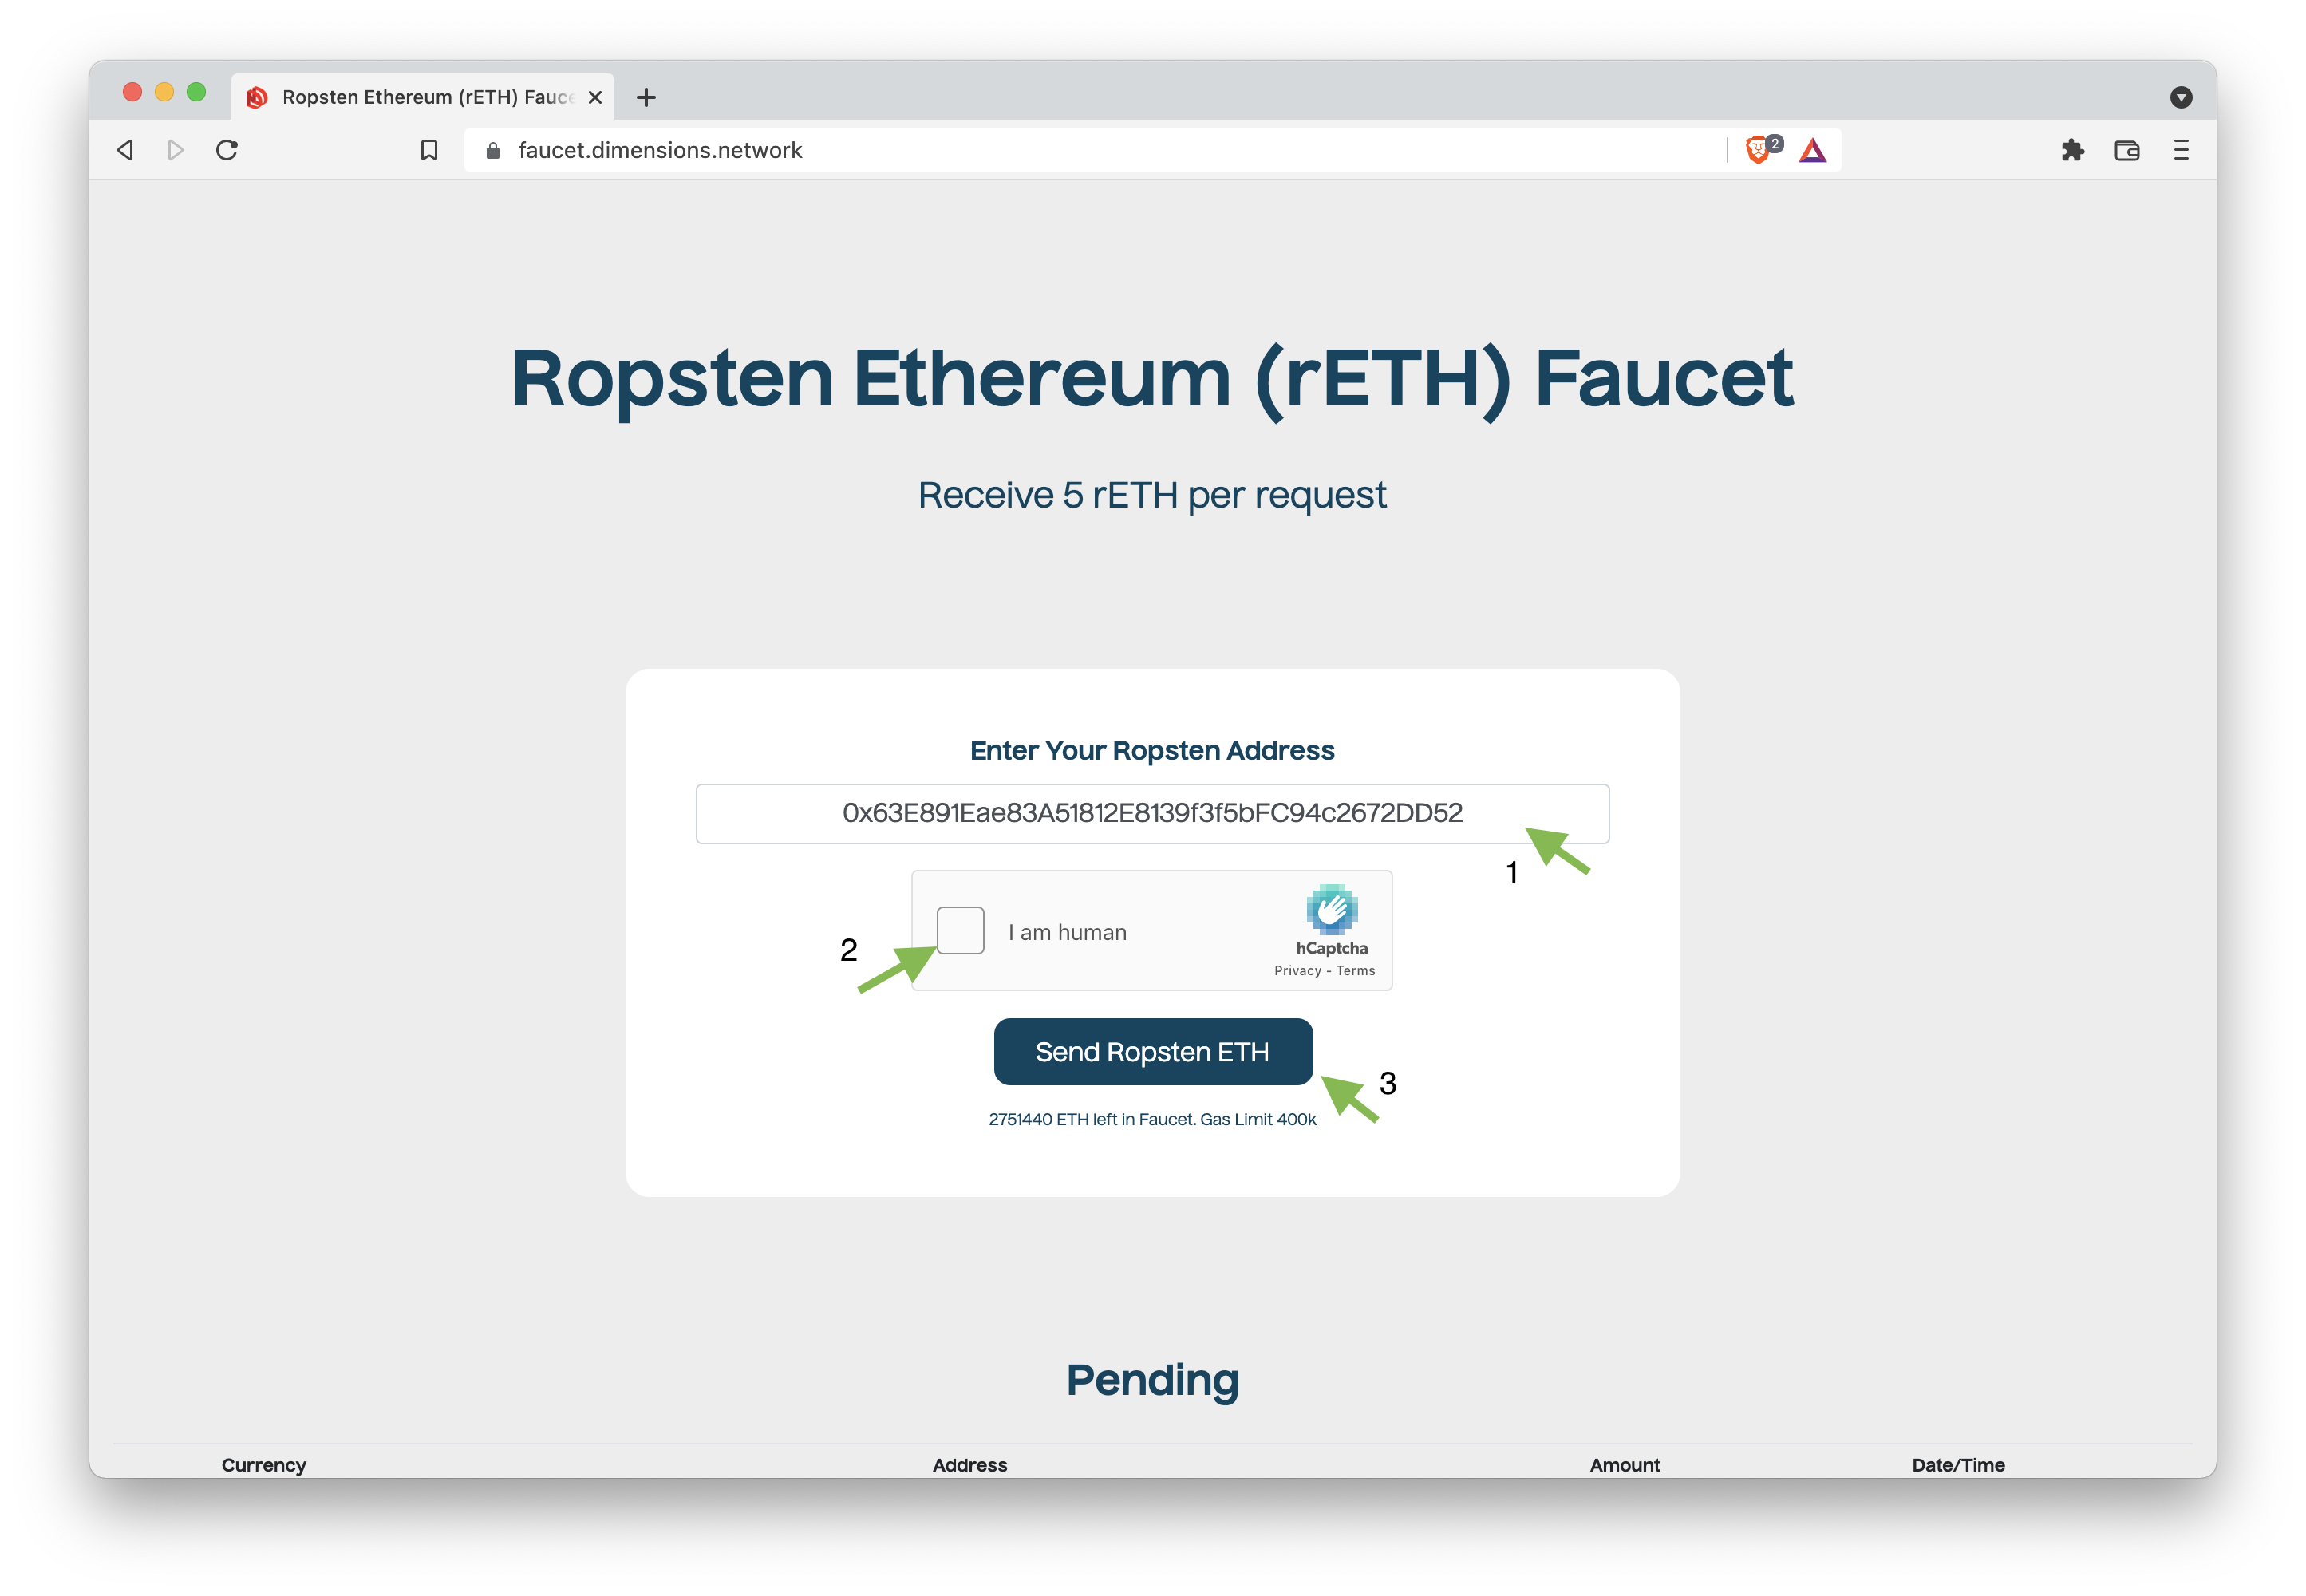 Ropsten Ethereum (rETH) Fauce
faucet.dimensions.network
2
Ropsten Ethereum (rETH) Faucet
Receive 5 rETH per request
Enter Your Ropsten Address
0x63E891Eae83A51812E8139f3f5bFC94c2672DD52
1
I am human
hCaptcha
Privacy - Terms
2
Send Ropsten ETH
3
2751440 ETH left in Faucet. Gas Limit 400k
Pending
Currency Address Amount Date/Time